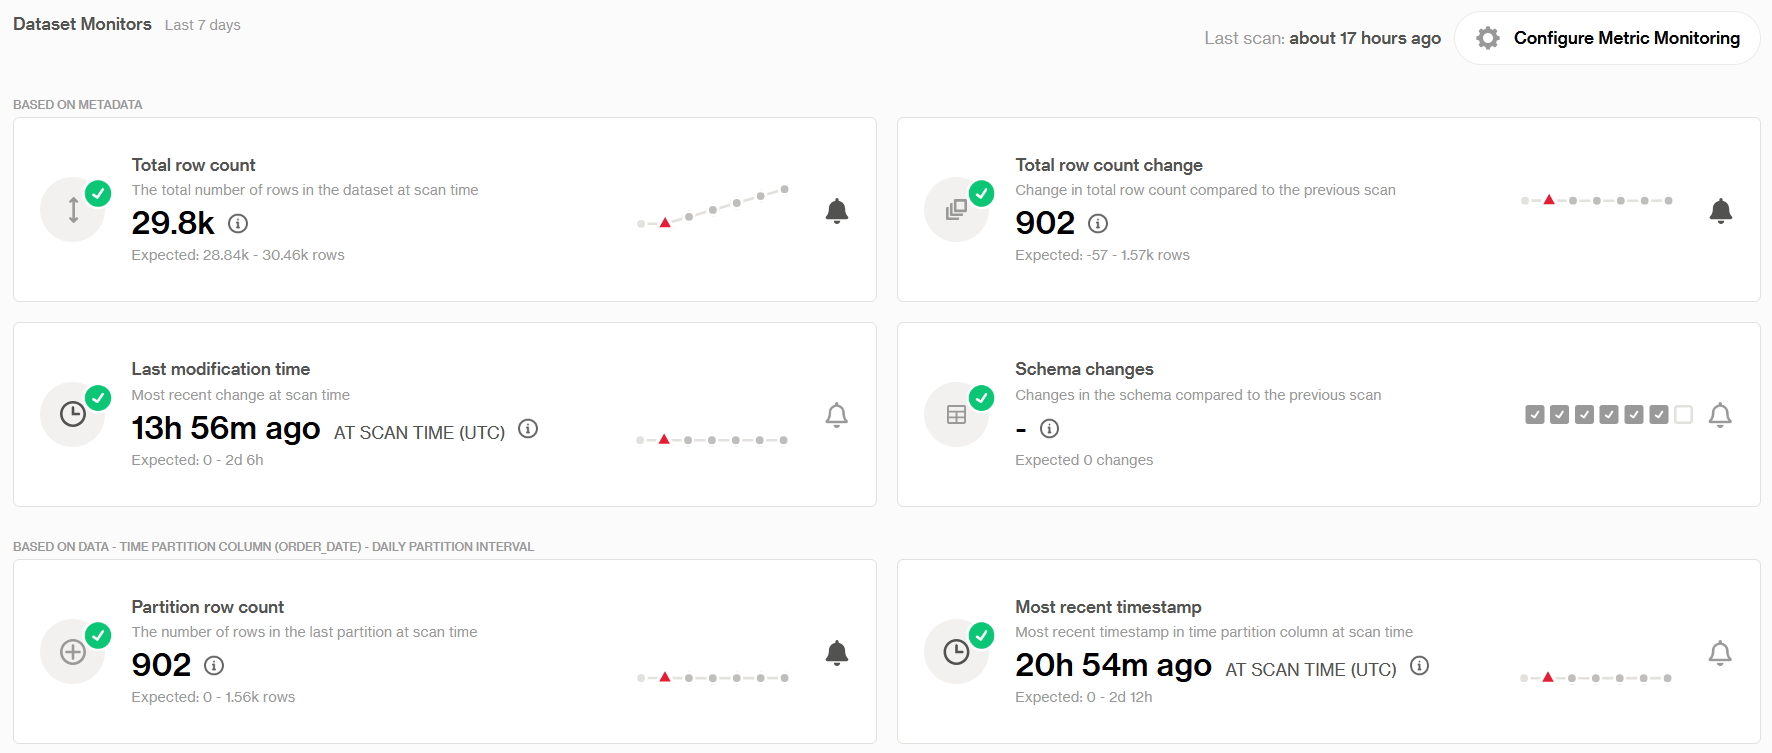 Dataset Monitors Last 7 days
Last scan: about 17 hours ago
Configure Metric Monitoring
BASED ON METADATA
Total row count
The total number of rows in the dataset at scan time
29.8k
Expected: 28.84k - 30.46k rows
Total row count change
Change in total row count compared to the previous scan
902
Expected: -57 - 1.57k rows
Last modification time
Most recent change at scan time
13h 56m ago AT SCAN TIME (UTC)
Expected: 0 - 2d 6h
Schema changes
Changes in the schema compared to the previous scan
-
Expected 0 changes
BASED ON DATA - TIME PARTITION COLUMN (ORDER_DATE) - DAILY PARTITION INTERVAL
Partition row count
The number of rows in the last partition at scan time
902
Expected: 0 - 1.56k rows
Most recent timestamp
Most recent timestamp in time partition column at scan time
20h 54m ago AT SCAN TIME (UTC)
Expected: 0 - 2d 12h